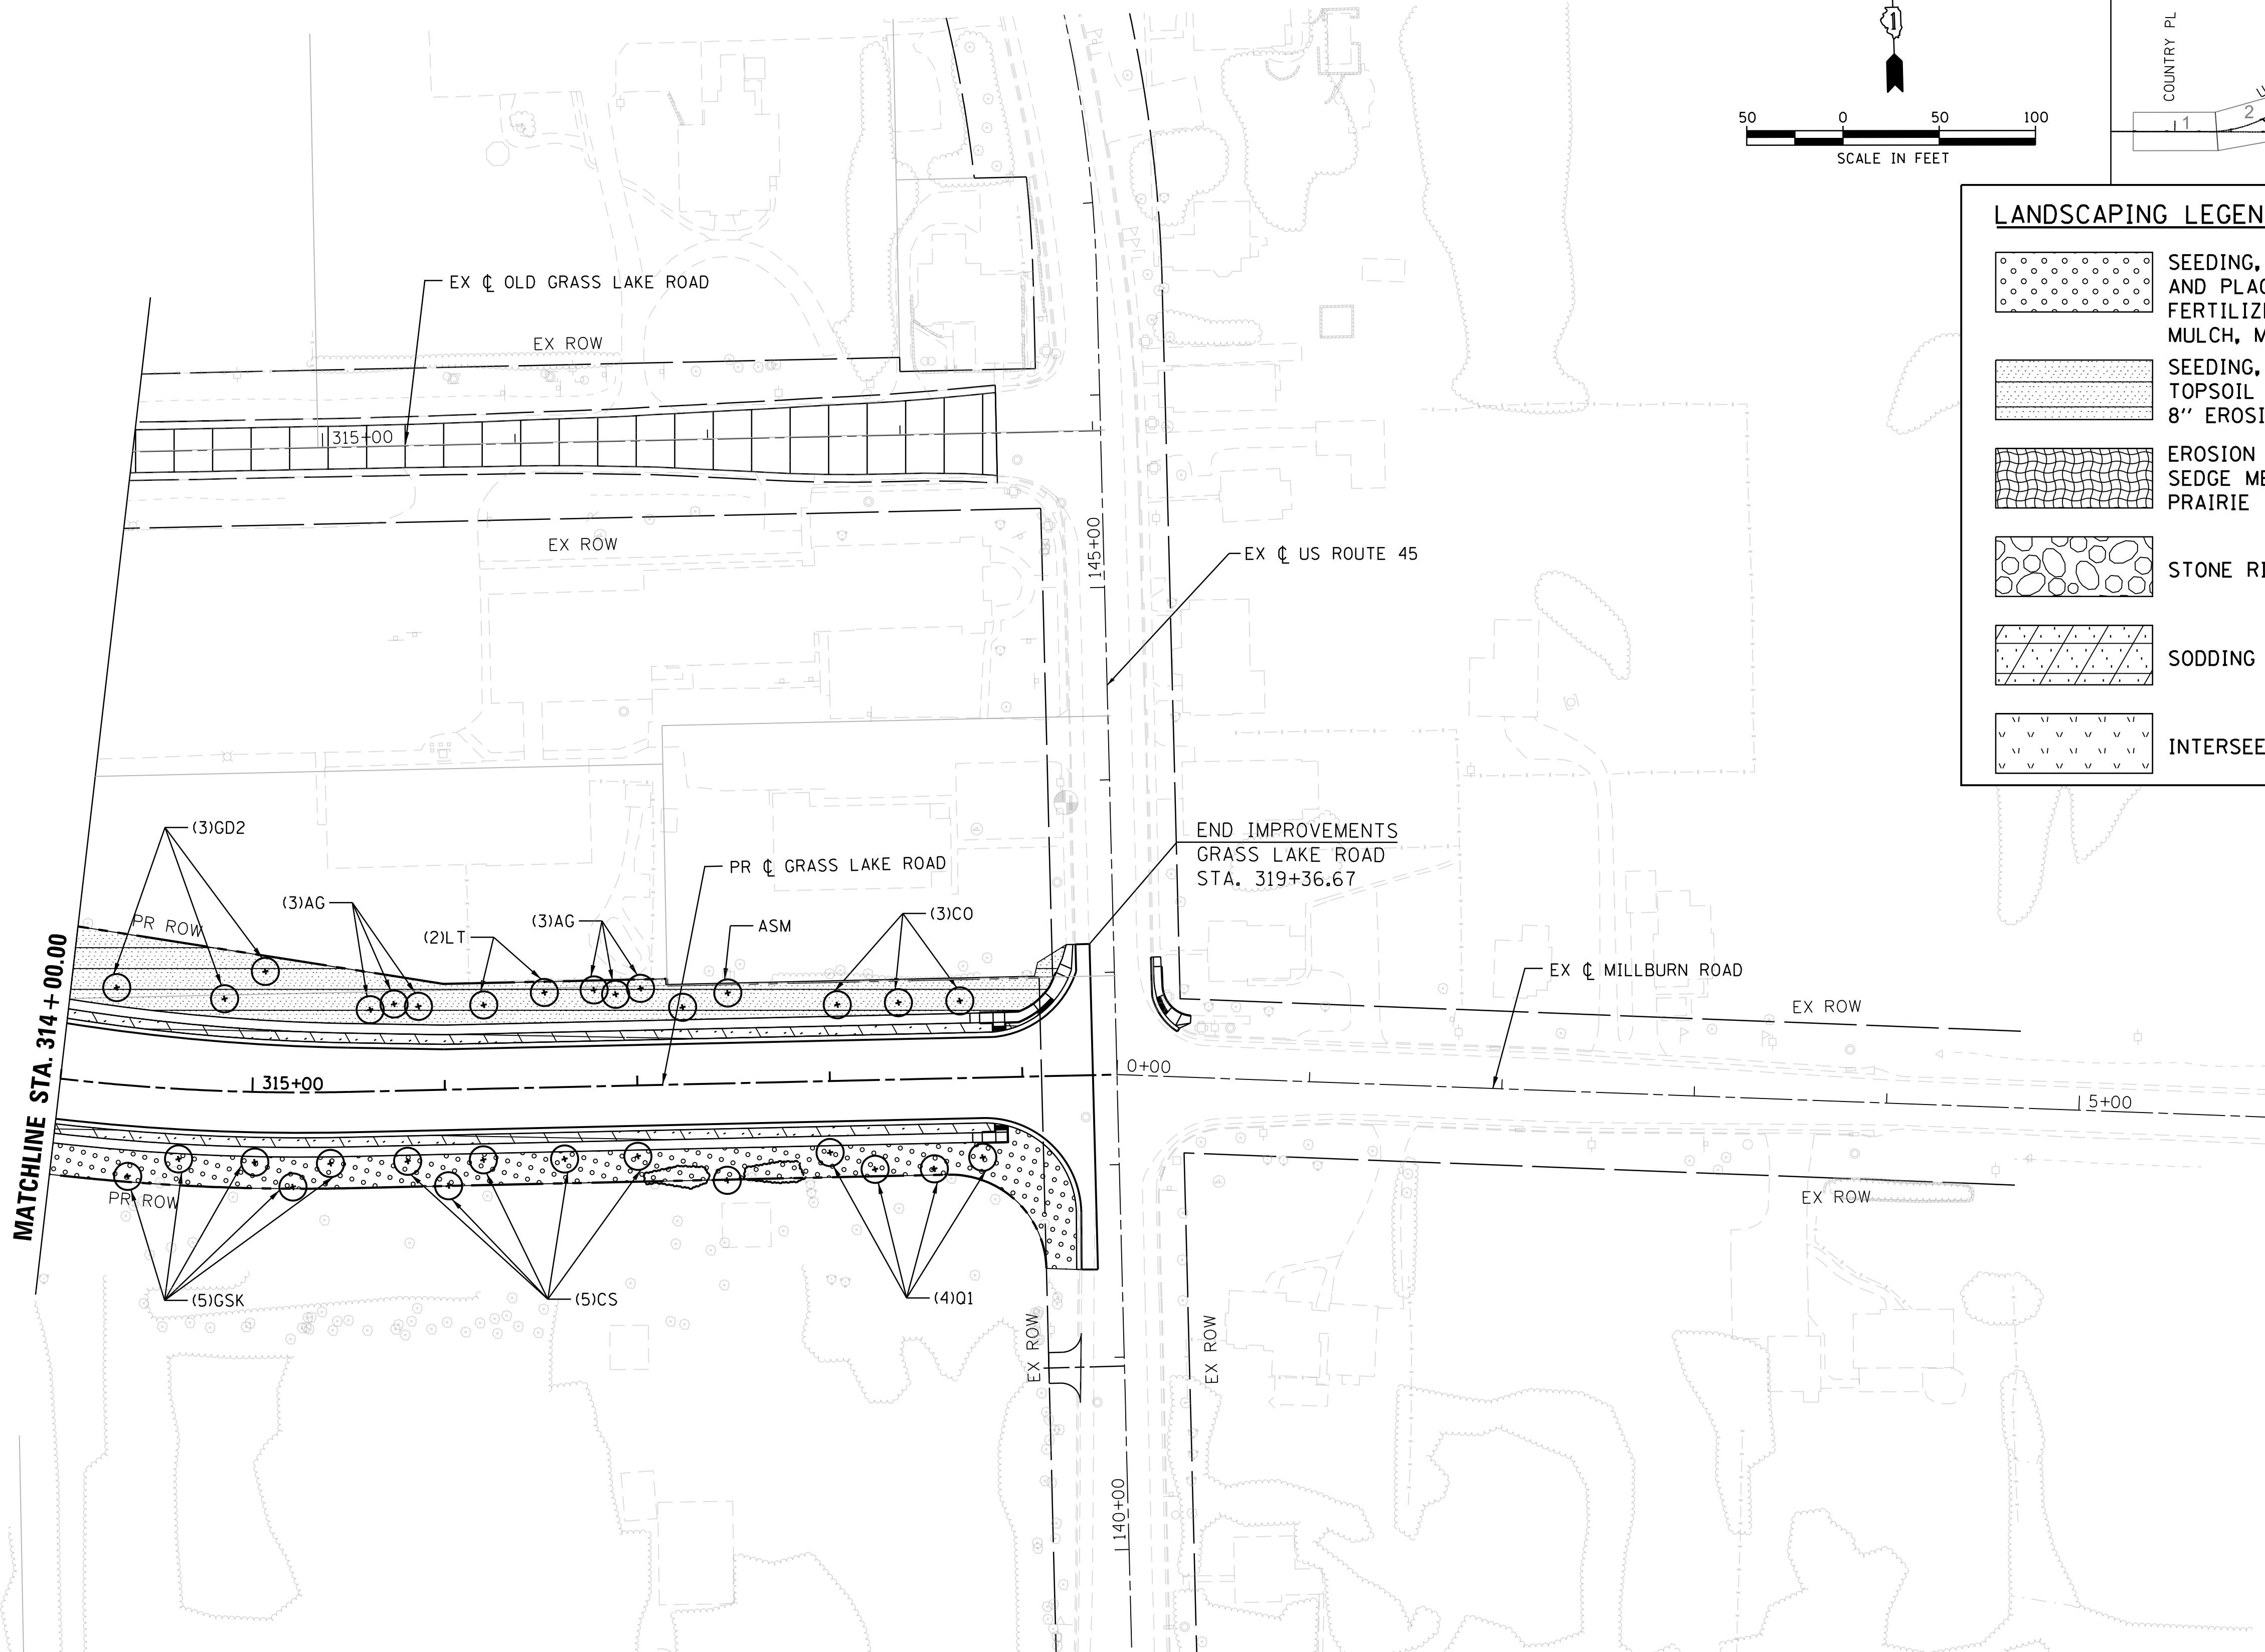 1
COUNTRY PL
1
2
50 0 50 100
SCALE IN FEET
LANDSCAPING LEGEN
SEEDING,
AND PLAC
FERTILIZ
MULCH, M
SEEDING,
TOPSOIL
8'' EROSI
EROSION
SEDGE ME
PRAIRIE
STONE RI
SODDING
INTERSEE
EX ℄ OLD GRASS LAKE ROAD
EX ROW
315+00
EX ROW
145+00
EX ℄ US ROUTE 45
END IMPROVEMENTS
GRASS LAKE ROAD
STA. 319+36.67
(3)GD2
PR ℄ GRASS LAKE ROAD
(3)AG
(2)LT
(3)AG
ASM
(3)CO
PR ROW
MATCHLINE STA. 314+00.00
EX ℄ MILLBURN ROAD
EX ROW
315+00
0+00
5+00
PR ROW
EX ROW
(5)GSK
(5)CS
(4)Q1
EX ROW
EX ROW
140+00